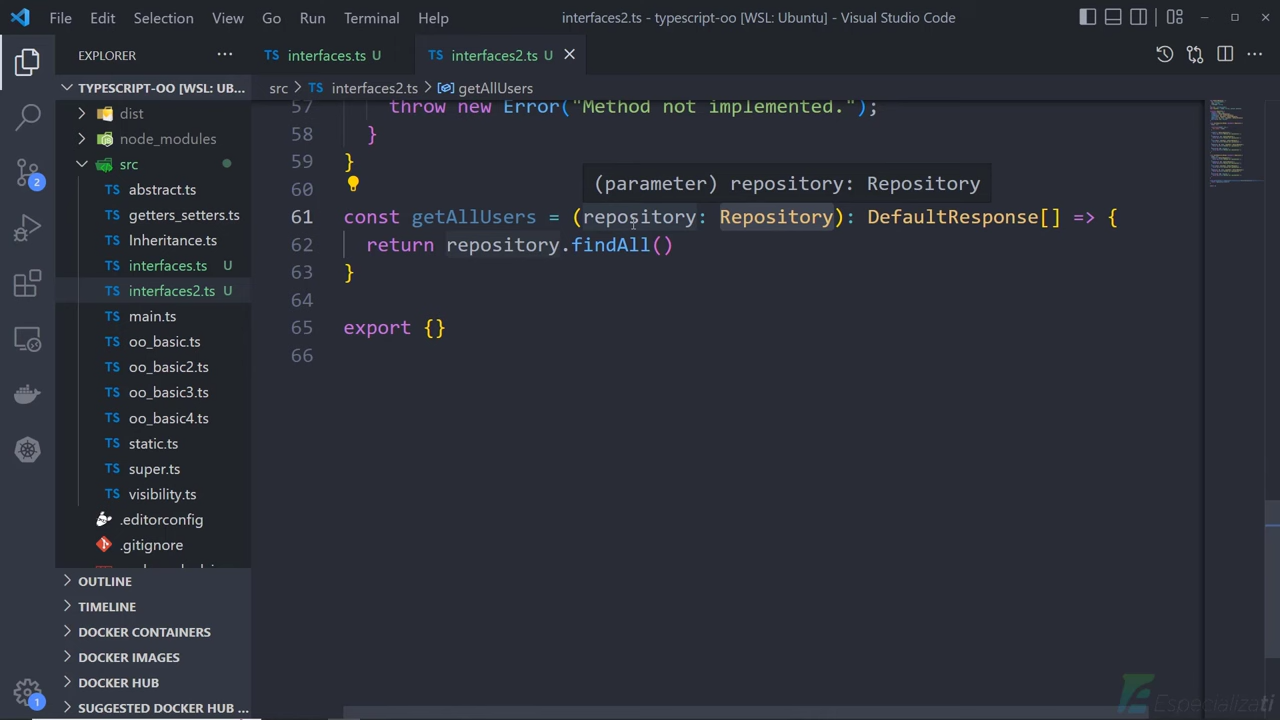 File Edit Selection View Go Run Terminal Help interfaces2.ts - typescript-oo [WSL: Ubuntu] - Visual Studio Code
EXPLORER ... TS interfaces.ts U TS interfaces2.ts U
TYPESCRIPT-OO [WSL: UB... src > TS interfaces2.ts > getAllUsers
dist
node_modules
src
TS abstract.ts
TS getters_setters.ts
TS Inheritance.ts
TS interfaces.ts U
TS interfaces2.ts U
TS main.ts
TS oo_basic.ts
TS oo_basic2.ts
TS oo_basic3.ts
TS oo_basic4.ts
TS static.ts
TS super.ts
TS visibility.ts
.editorconfig
.gitignore
OUTLINE
TIMELINE
DOCKER CONTAINERS
DOCKER IMAGES
DOCKER HUB
SUGGESTED DOCKER HUB ...
2
1
57 throw new Error("Method not implemented.");
58 }
59 }
60
(parameter) repository: Repository
61 const getAllUsers = (repository: Repository): DefaultResponse[] => {
62 return repository.findAll()
63 }
64
65 export {}
66
Especializati